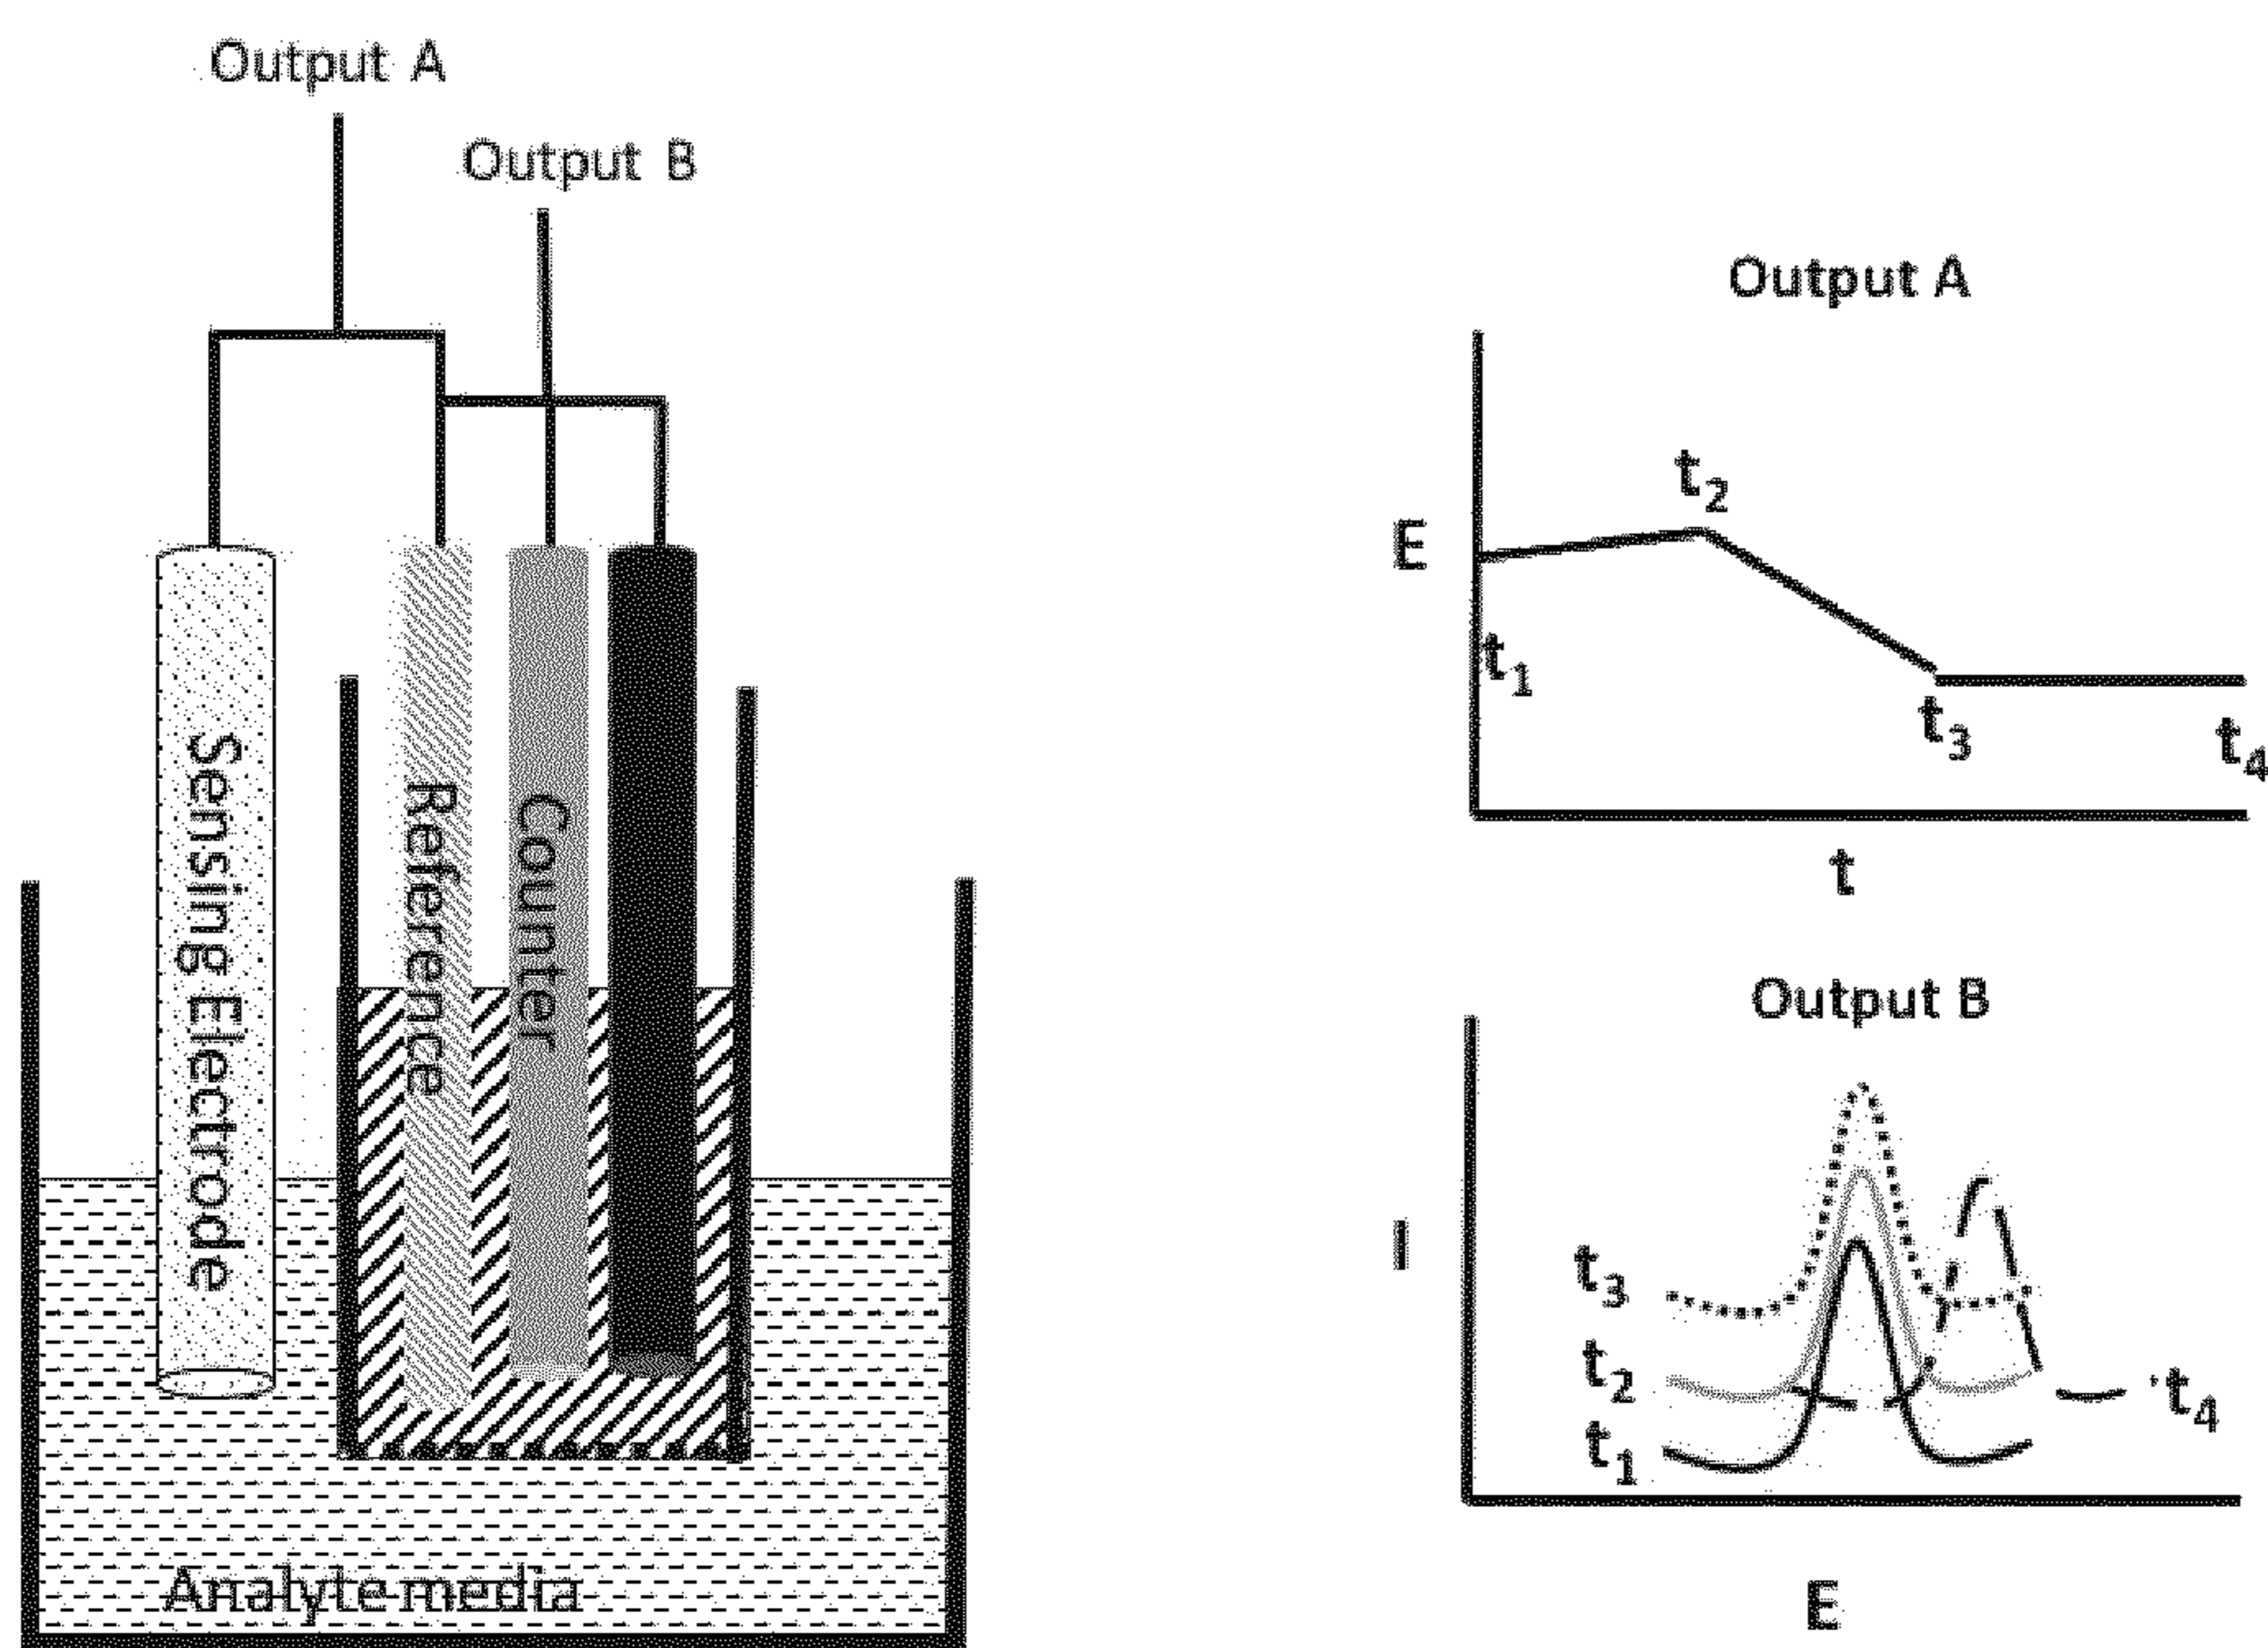 Output A
Output B
Sensing Electrode
Reference
Counter
Analyte media
Output A
E
t1
t2
t3
t4
t
Output B
I
t3
t2
t1
t4
E